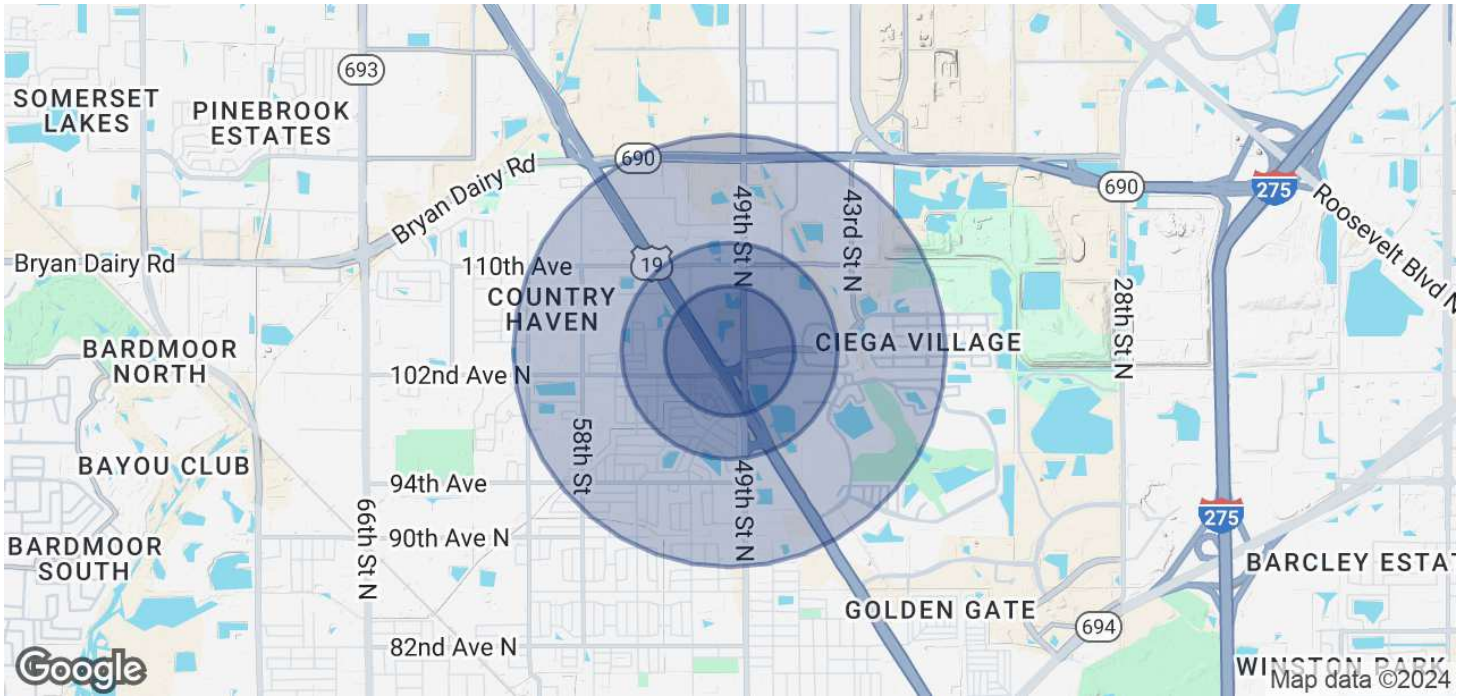 693
SOMERSET
LAKES
PINEBROOK
ESTATES
690
Bryan Dairy Rd
49th St N
43rd St N
690
275
Roosevelt Blvd N
Bryan Dairy Rd
110th Ave
19
COUNTRY
HAVEN
28th St N
BARDMOOR
NORTH
CIEGA VILLAGE
102nd Ave N
58th St
BAYOU CLUB
94th Ave
49th St N
66th St N
90th Ave N
275
BARDMOOR
SOUTH
BARCLEY ESTAT
GOLDEN GATE
694
82nd Ave N
WINSTON PARK
Google
Map data ©2024